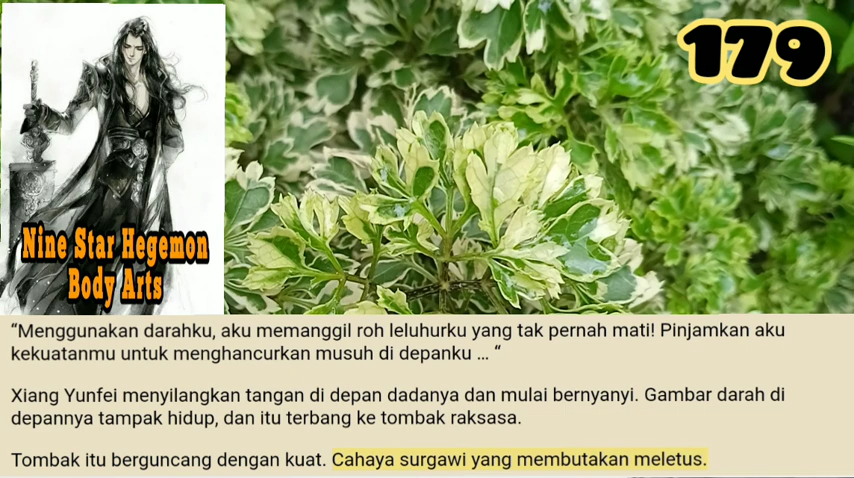 179
Nine Star Hegemon
Body Arts
“Menggunakan darahku, aku memanggil roh leluhurku yang tak pernah mati! Pinjamkan aku
kekuatanmu untuk menghancurkan musuh di depanku ... “
Xiang Yunfei menyilangkan tangan di depan dadanya dan mulai bernyanyi. Gambar darah di
depannya tampak hidup, dan itu terbang ke tombak raksasa.
Tombak itu berguncang dengan kuat. Cahaya surgawi yang membutakan meletus.